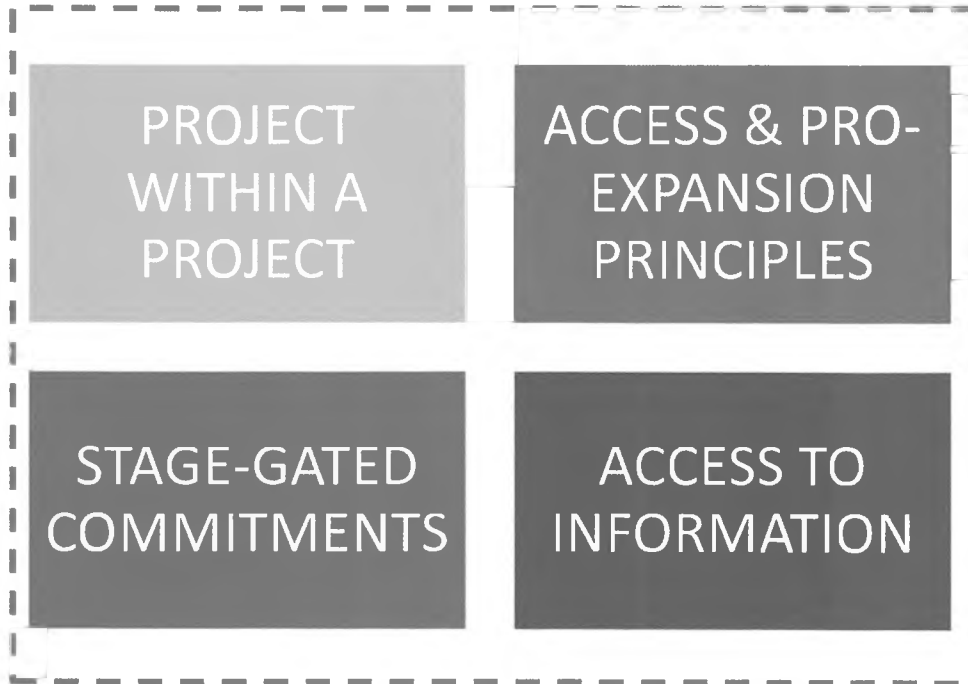 PROJECT
WITHIN A
PROJECT
ACCESS & PRO-
EXPANSION
PRINCIPLES
STAGE-GATED
COMMITMENTS
ACCESS TO
INFORMATION